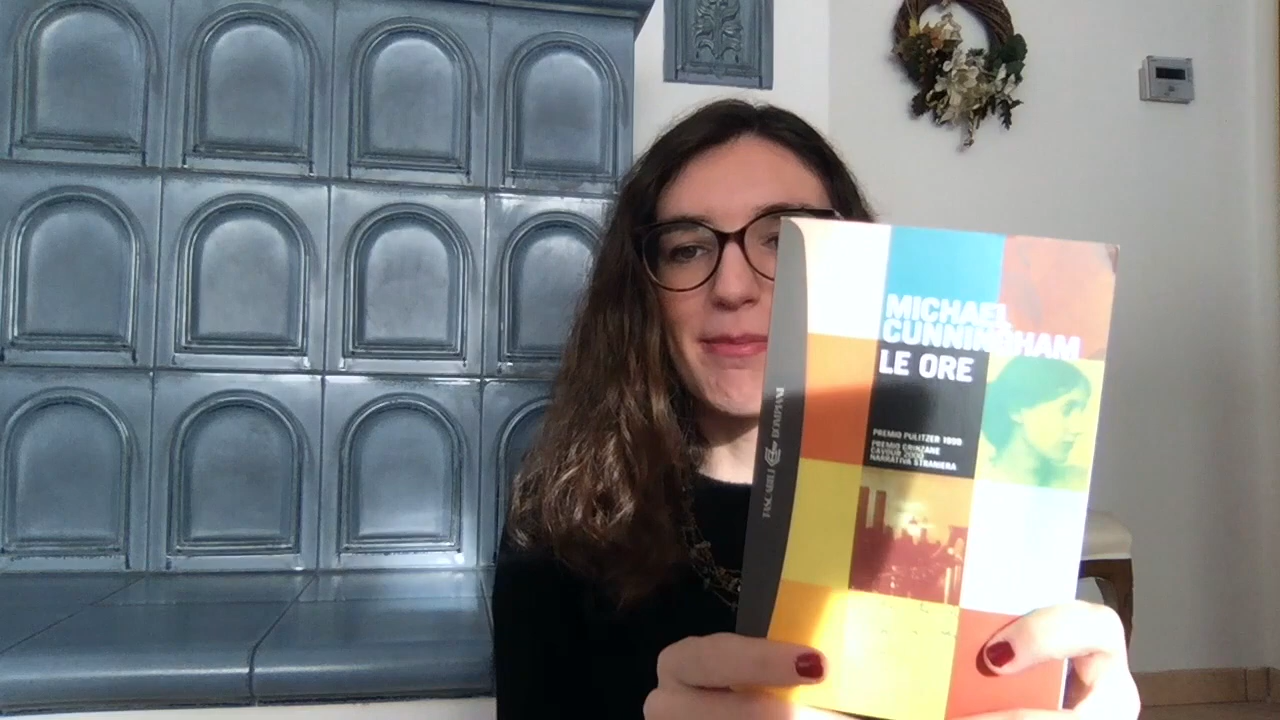 MICHAEL
CUNNINGHAM
LE ORE
PREMIO PULITZER 1999
PREMIO GRINZANE
CAVOUR 2000
NARRATIVA STRANIERA
TASCABILI BOMPIANI